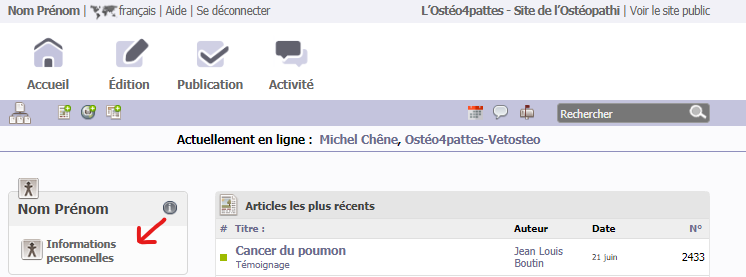 Nom Prénom | français | Aide | Se déconnecter
L'Ostéo4pattes - Site de l'Ostéopathi | Voir le site public
Accueil
Édition
Publication
Activité
Rechercher
Actuellement en ligne : Michel Chêne, Ostéo4pattes-Vetosteo
Nom Prénom
Informations
personnelles
Articles les plus récents
# Titre : Auteur Date N°
Cancer du poumon
Témoignage
Jean Louis
Boutin
21 juin
2433